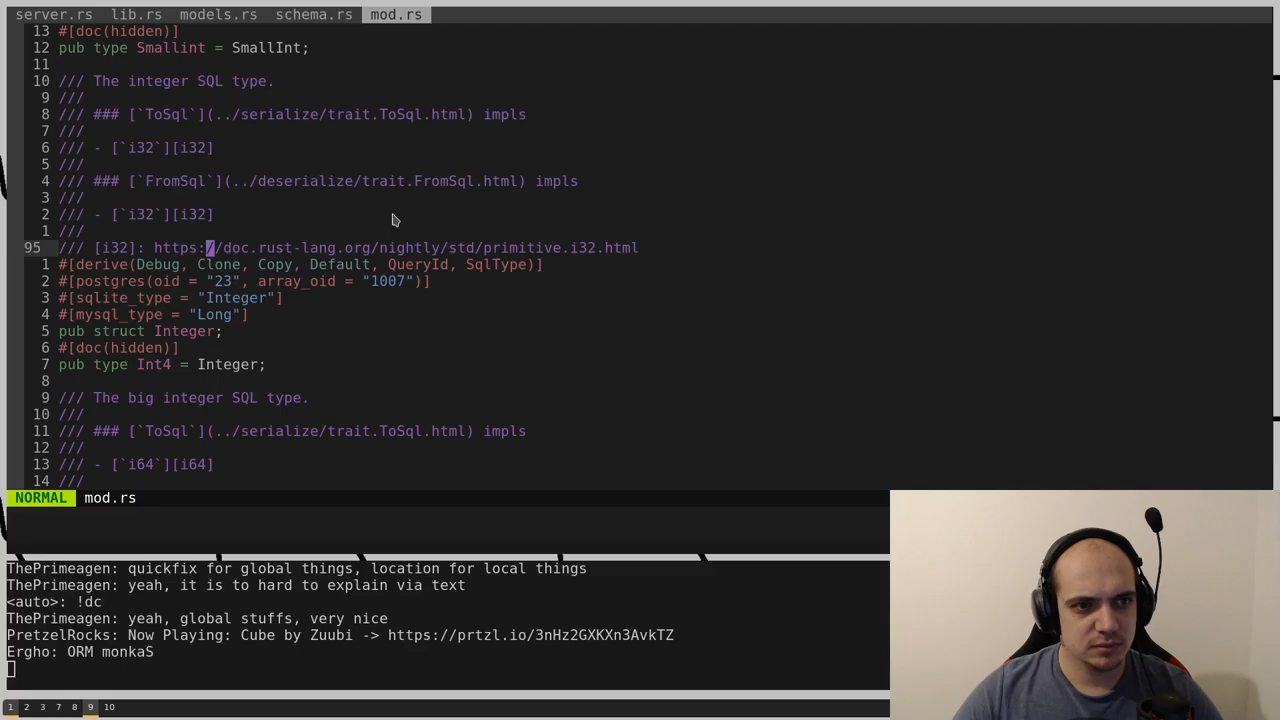 server.rs lib.rs models.rs schema.rs mod.rs
13 #[doc(hidden)]
12 pub type Smallint = SmallInt;
11
10 /// The integer SQL type.
9 ///
8 /// ### [`ToSql`](../serialize/trait.ToSql.html) impls
7 ///
6 /// - [`i32`][i32]
5 ///
4 /// ### [`FromSql`](../deserialize/trait.FromSql.html) impls
3 ///
2 /// - [`i32`][i32]
1 ///
95 /// [i32]: https://doc.rust-lang.org/nightly/std/primitive.i32.html
1 #[derive(Debug, Clone, Copy, Default, QueryId, SqlType)]
2 #[postgres(oid = "23", array_oid = "1007")]
3 #[sqlite_type = "Integer"]
4 #[mysql_type = "Long"]
5 pub struct Integer;
6 #[doc(hidden)]
7 pub type Int4 = Integer;
8
9 /// The big integer SQL type.
10 ///
11 /// ### [`ToSql`](../serialize/trait.ToSql.html) impls
12 ///
13 /// - [`i64`][i64]
14 ///
NORMAL mod.rs
ThePrimeagen: quickfix for global things, location for local things
ThePrimeagen: yeah, it is to hard to explain via text
<auto>: !dc
ThePrimeagen: yeah, global stuffs, very nice
PretzelRocks: Now Playing: Cube by Zuubi -> https://prtzl.io/3nHz2GXKXn3AvkTZ
Ergho: ORM monkaS
1 2 3 4 5 7 8 9 10